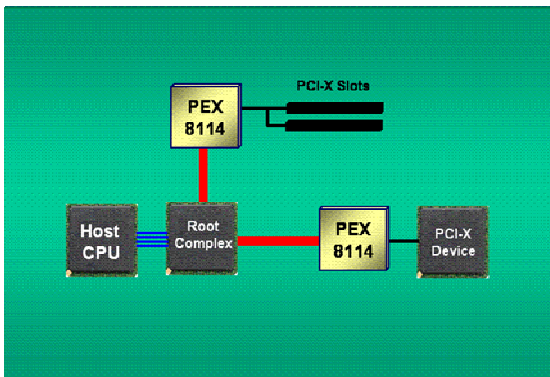 PCI-X Slots
PEX
8114
Host
CPU
Root
Complex
PEX
8114
PCI-X
Device